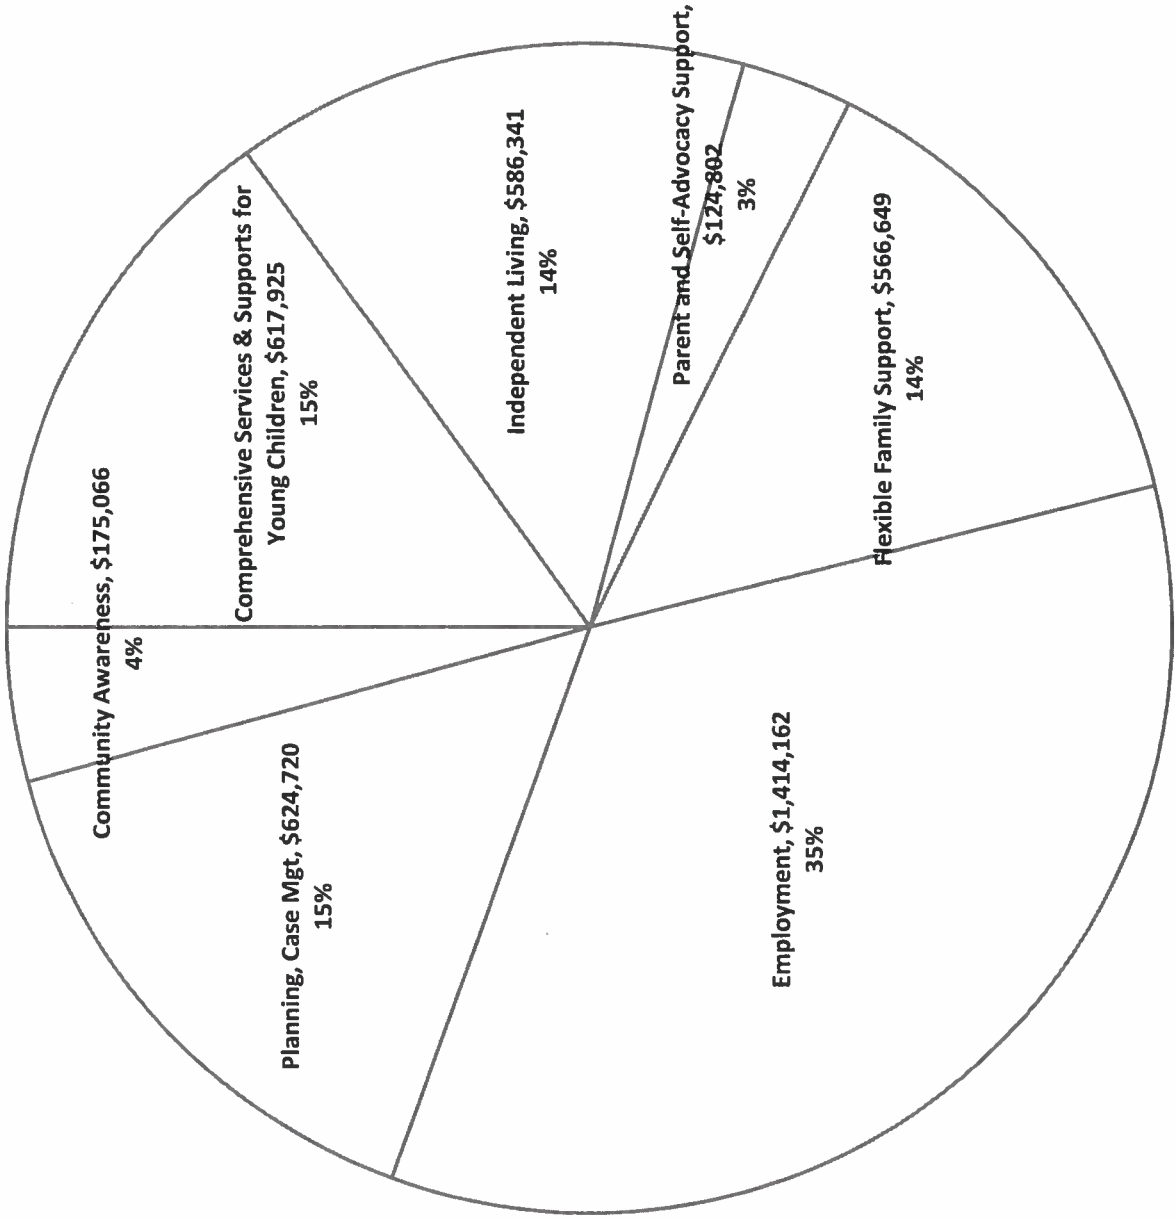 Community Awareness, $175,066
4%
Comprehensive Services & Supports for
Young Children, $617,925
15%
Planning, Case Mgt, $624,720
15%
Independent Living, $586,341
14%
Parent and Self-Advocacy Support,
$124,802
3%
Employment, $1,414,162
35%
Flexible Family Support, $566,649
14%